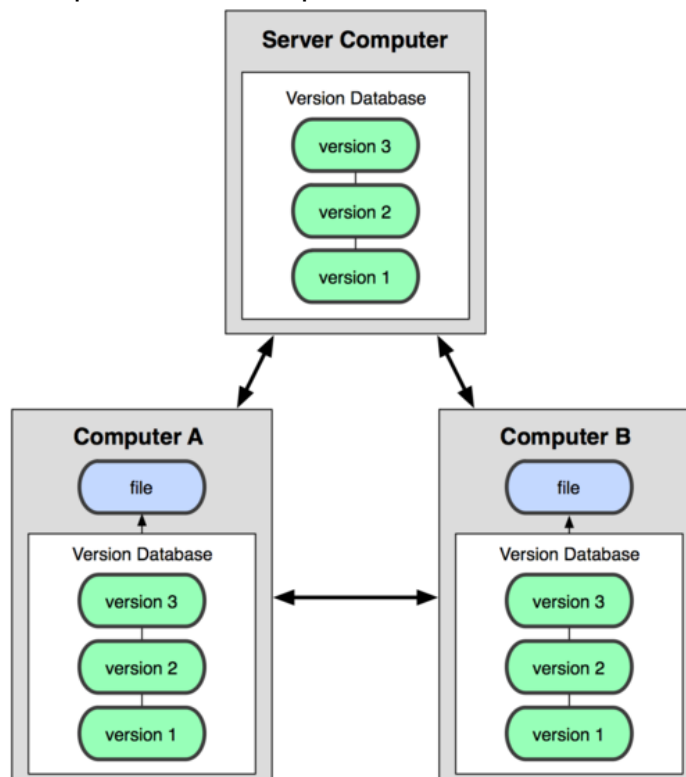 Server Computer
Version Database
version 3
version 2
version 1
Computer A
file
Version Database
version 3
version 2
version 1
Computer B
file
Version Database
version 3
version 2
version 1